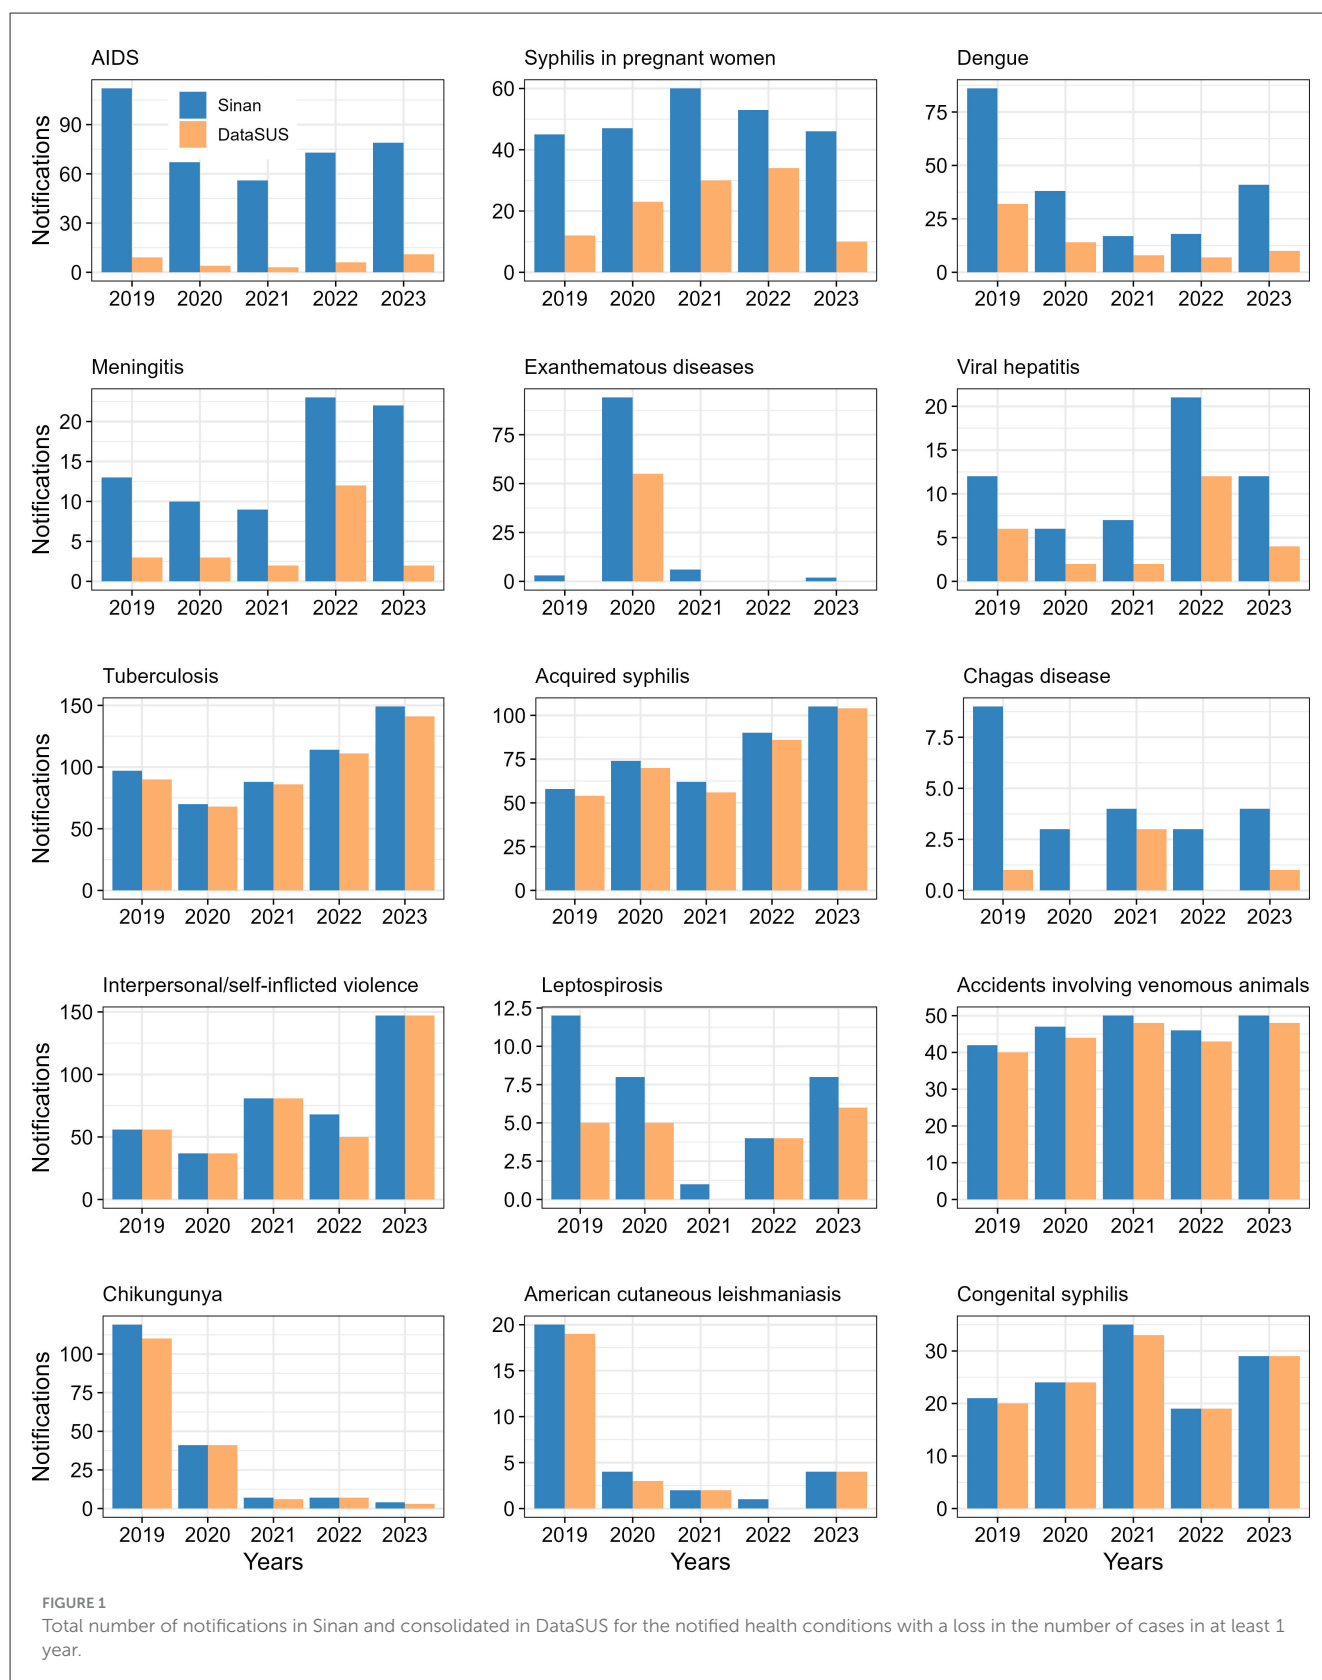 AIDS
Syphilis in pregnant women
Dengue
Notifications
90
60
30
0
Sinan
DataSUS
2019 2020 2021 2022 2023
60
40
20
0
2019 2020 2021 2022 2023
75
50
25
0
2019 2020 2021 2022 2023
Meningitis
Exanthematous diseases
Viral hepatitis
Notifications
20
15
10
5
0
2019 2020 2021 2022 2023
75
50
25
0
2019 2020 2021 2022 2023
20
15
10
5
0
2019 2020 2021 2022 2023
Tuberculosis
Acquired syphilis
Chagas disease
Notifications
150
100
50
0
2019 2020 2021 2022 2023
100
75
50
25
0
2019 2020 2021 2022 2023
7.5
5.0
2.5
0.0
2019 2020 2021 2022 2023
Interpersonal/self-inflicted violence
Leptospirosis
Accidents involving venomous animals
Notifications
150
100
50
0
2019 2020 2021 2022 2023
12.5
10.0
7.5
5.0
2.5
0.0
2019 2020 2021 2022 2023
50
40
30
20
10
0
2019 2020 2021 2022 2023
Chikungunya
American cutaneous leishmaniasis
Congenital syphilis
Notifications
100
75
50
25
0
2019 2020 2021 2022 2023
Years
20
15
10
5
0
2019 2020 2021 2022 2023
Years
30
20
10
0
2019 2020 2021 2022 2023
Years
FIGURE 1
Total number of notifications in Sinan and consolidated in DataSUS for the notified health conditions with a loss in the number of cases in at least 1
year.